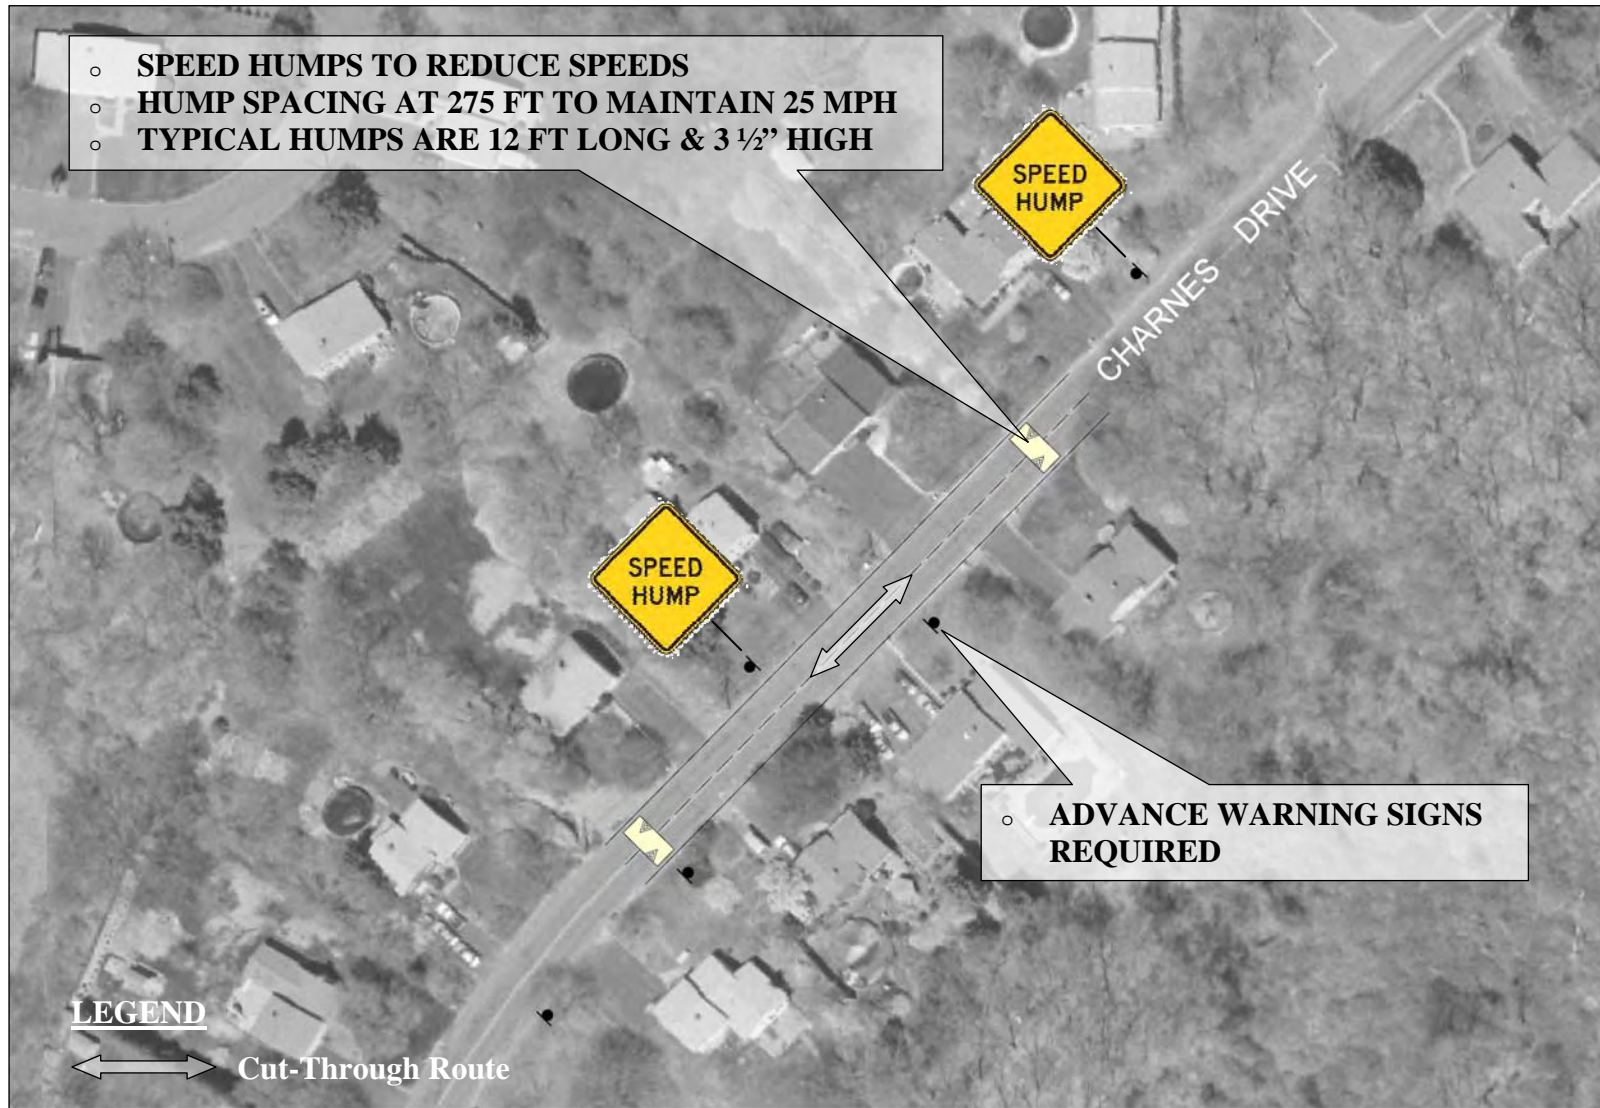 ○ SPEED HUMPS TO REDUCE SPEEDS
○ HUMP SPACING AT 275 FT TO MAINTAIN 25 MPH
○ TYPICAL HUMPS ARE 12 FT LONG & 3 ½” HIGH
SPEED
HUMP
CHARNES DRIVE
SPEED
HUMP
○ ADVANCE WARNING SIGNS
REQUIRED
LEGEND
Cut-Through Route